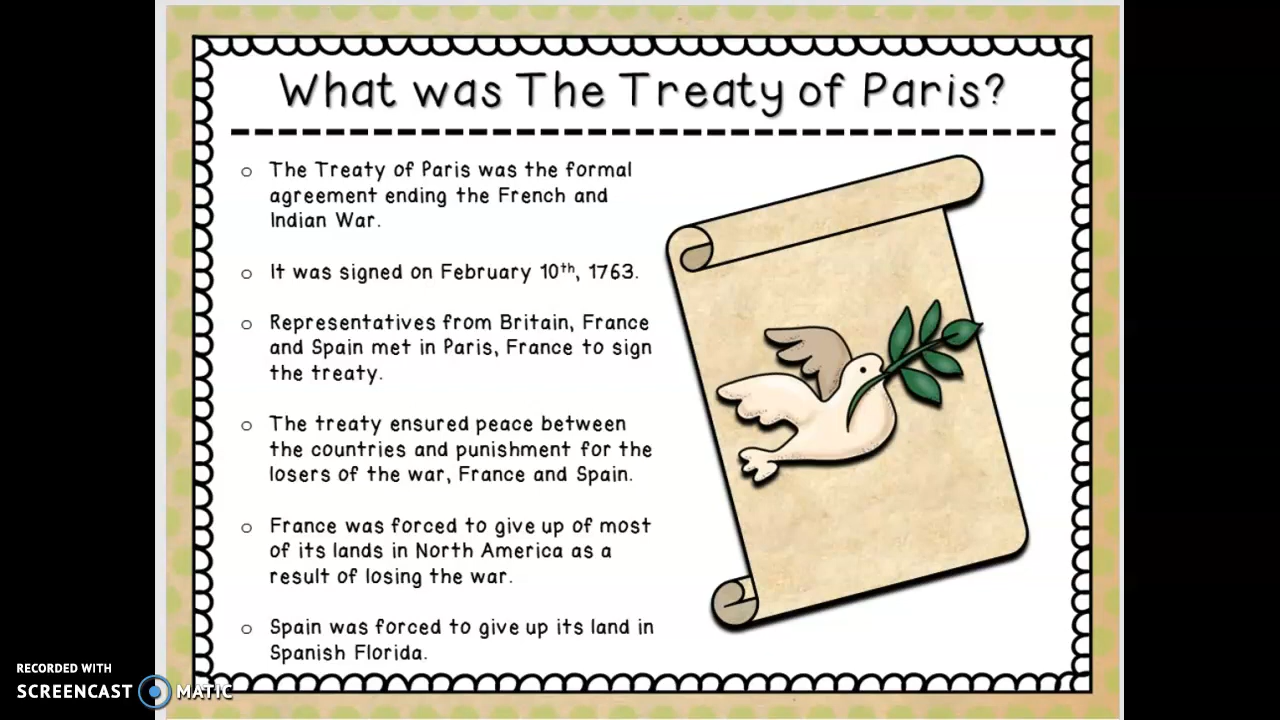 What was The Treaty of Paris?
o The Treaty of Paris was the formal
agreement ending the French and
Indian War.
o It was signed on February 10th, 1763.
o Representatives from Britain, France
and Spain met in Paris, France to sign
the treaty.
o The treaty ensured peace between
the countries and punishment for the
losers of the war, France and Spain.
o France was forced to give up of most
of its lands in North America as a
result of losing the war.
o Spain was forced to give up its land in
Spanish Florida.
RECORDED WITH
SCREENCAST MATIC